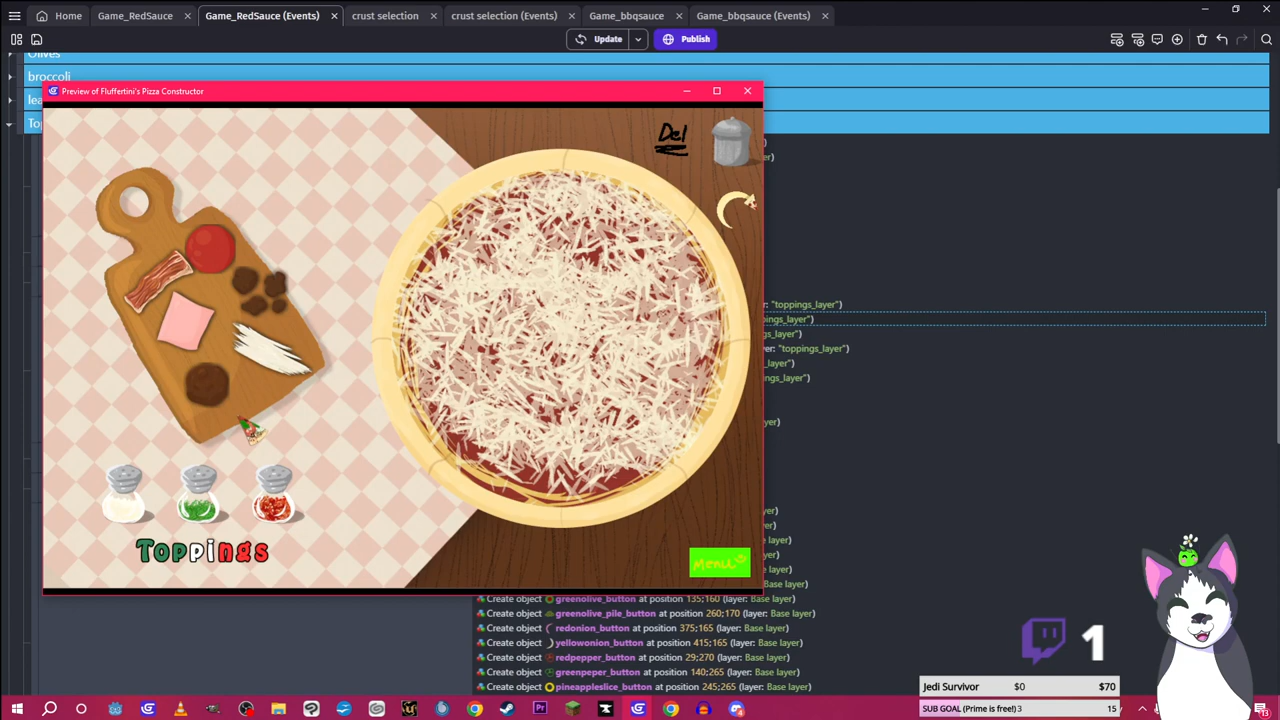 Home
Game_RedSauce
Game_RedSauce (Events)
crust selection
crust selection (Events)
Game_bbqsauce
Game_bbqsauce (Events)
Update
Publish
Olives
broccoli
Preview of Fluffertini's Pizza Constructor
Del
"toppings_layer")
Toppings
Menu
Create object greenolive_button at position 135;160 (layer: Base layer)
Create object greenolive_pile_button at position 260;170 (layer: Base layer)
Create object redonion_button at position 375;165 (layer: Base layer)
Create object yellowonion_button at position 415;165 (layer: Base layer)
Create object redpepper_button at position 29;270 (layer: Base layer)
Create object greenpeper_button at position 140;265 (layer: Base layer)
Create object pineappleslice_button at position 245;265 (layer: Base layer)
1
Jedi Survivor $0 $70
SUB GOAL (Prime is free!) 3 15